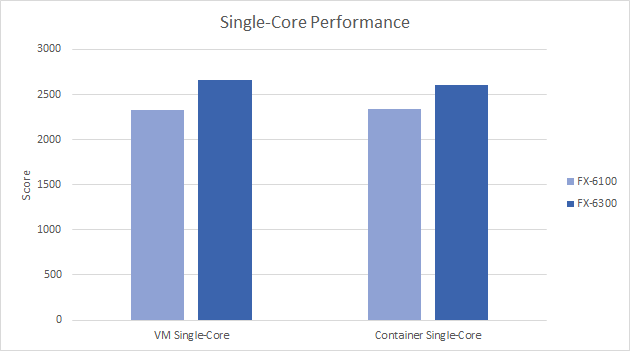 Single-Core Performance
3000
2500
2000
1500
1000
500
0
Score
VM Single-Core
Container Single-Core
FX-6100
FX-6300